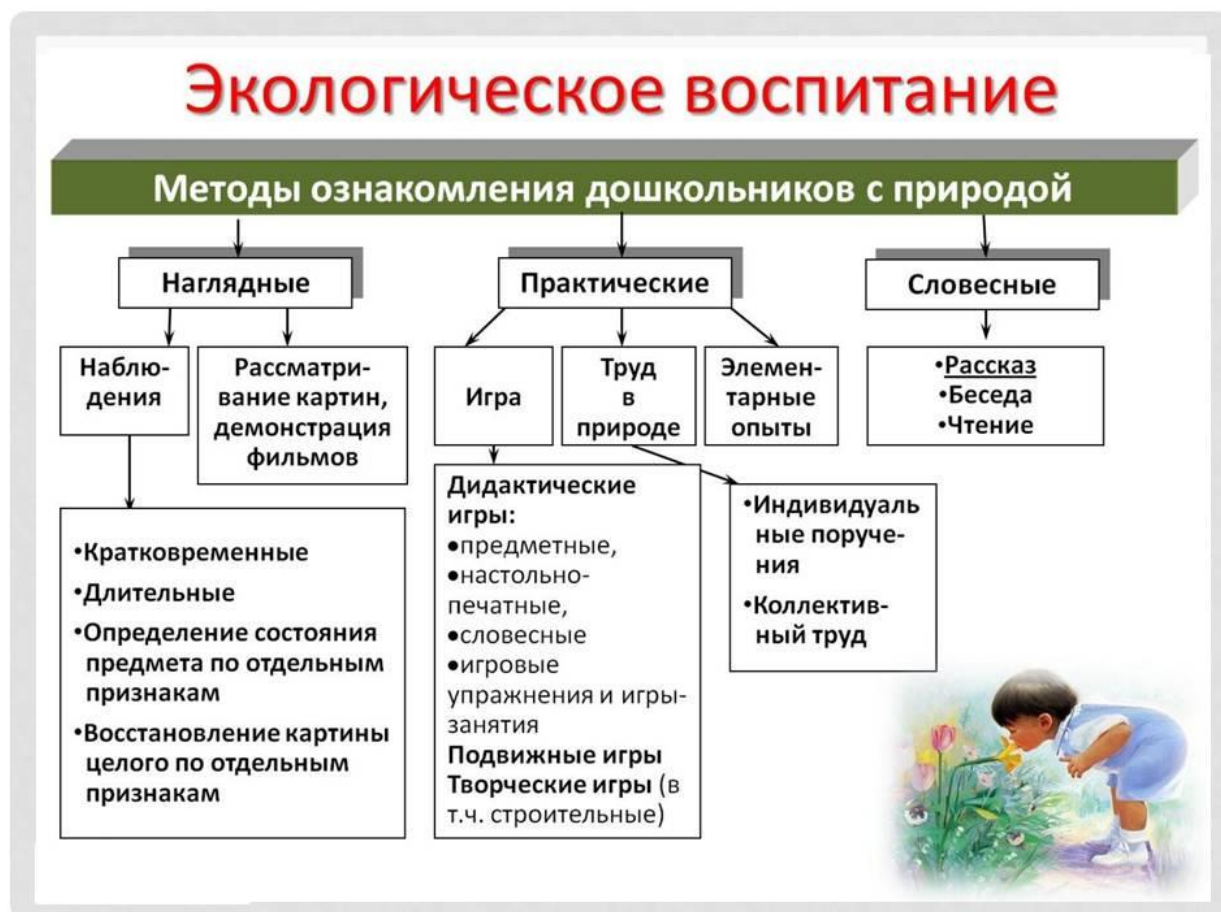 Экологическое воспитание
Методы ознакомления дошкольников с природой
Наглядные
Практические
Словесные
Наблю-
дения
Рассматри-
вание картин,
демонстрация
фильмов
Игра
Труд
в
природе
Элемен-
тарные
опыты
•Рассказ
•Беседа
•Чтение
•Кратковременные
•Длительные
•Определение состояния
предмета по отдельным
признакам
•Восстановление картины
целого по отдельным
признакам
Дидактические
игры:
•предметные,
•настольно-
печатные,
•словесные
•игровые
упражнения и игры-
занятия
Подвижные игры
Творческие игры (в
т.ч. строительные)
•Индивидуаль
ные поруче-
ния
•Коллектив-
ный труд